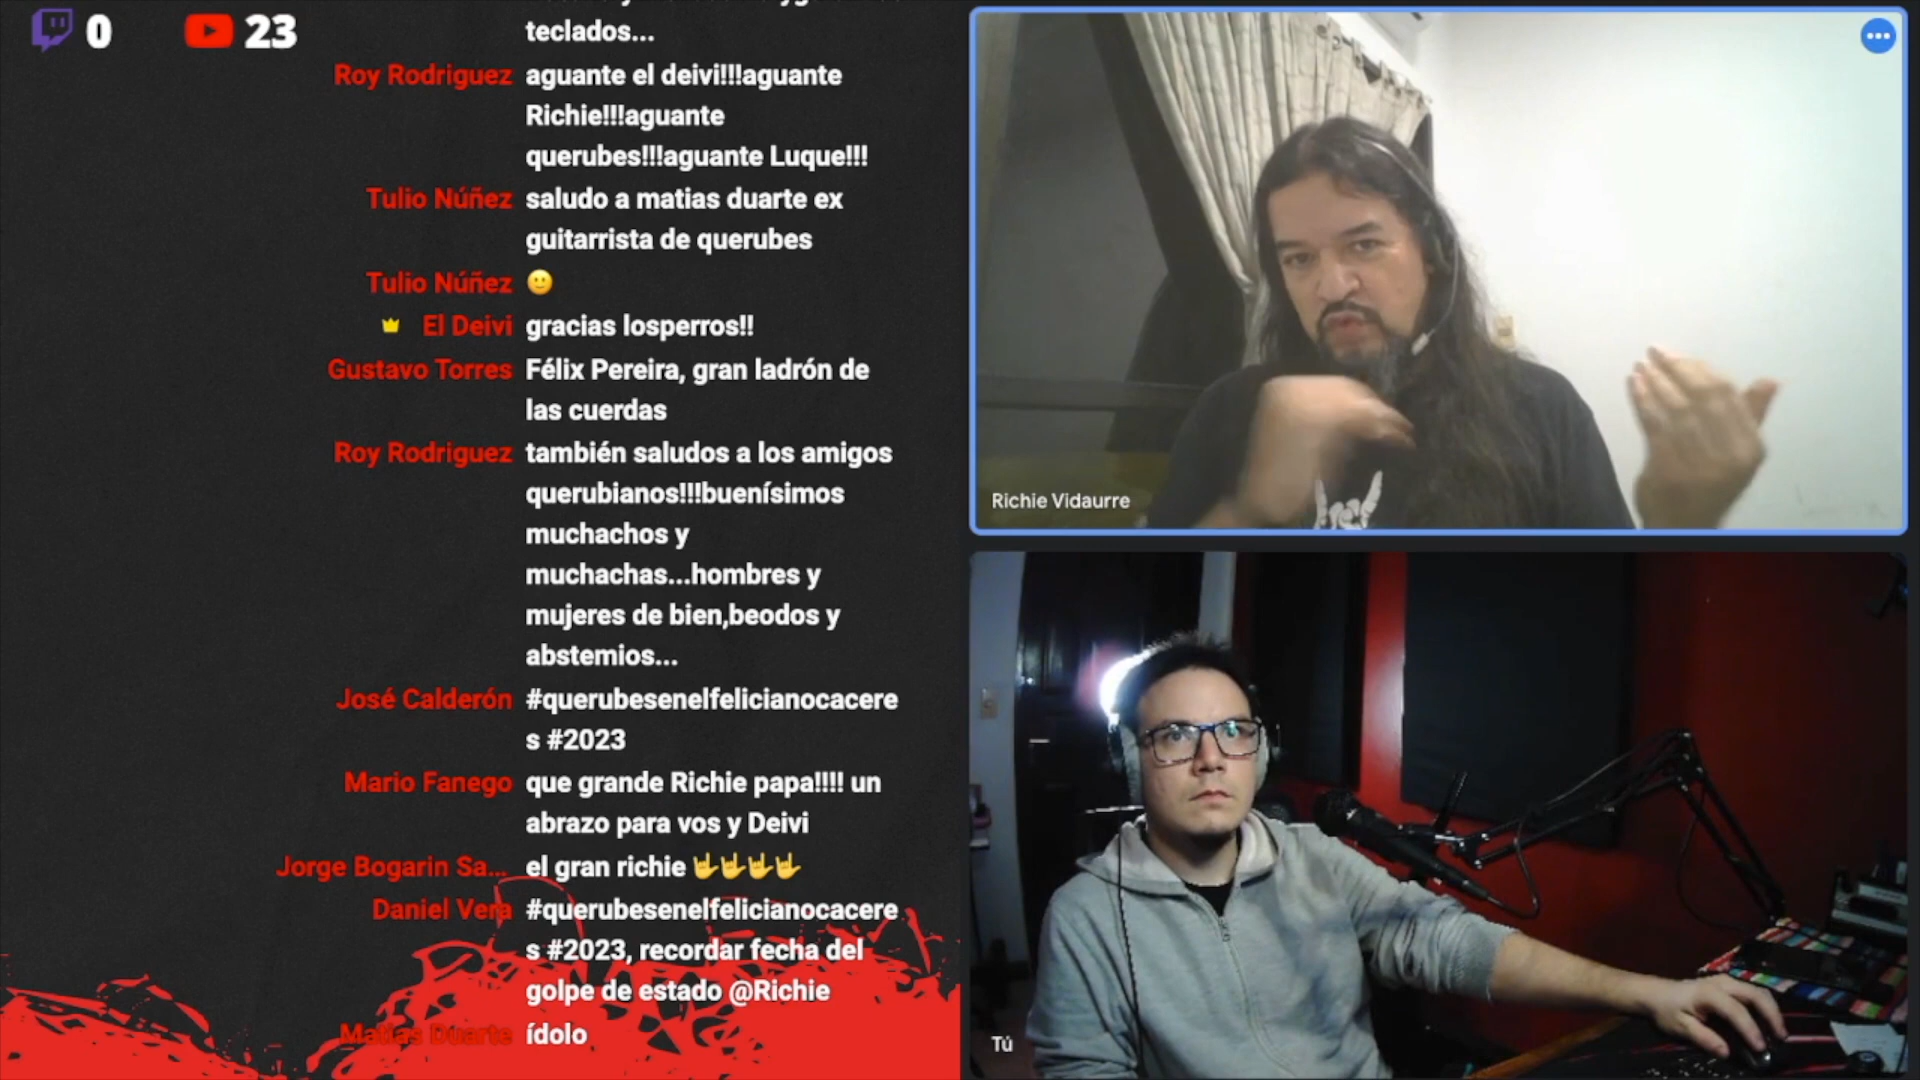 0
23
teclados...
Roy Rodriguez aguante el deivi!!!aguante
Richie!!!aguante
querubes!!!aguante Luque!!!
Tulio Núñez saludo a matias duarte ex
guitarrista de querubes
Tulio Núñez 🙂
El Deivi gracias losperros!!
Gustavo Torres Félix Pereira, gran ladrón de
las cuerdas
Roy Rodriguez también saludos a los amigos
querubianos!!!buenísimos
muchachos y
muchachas...hombres y
mujeres de bien,beodos y
abstemios...
José Calderón #querubesenelfelicianocacere
s #2023
Mario Fanego que grande Richie papa!!!! un
abrazo para vos y Deivi
Jorge Bogarin Sa... el gran richie 🤟🤟🤟🤟
Daniel Vera #querubesenelfelicianocacere
s #2023, recordar fecha del
golpe de estado @Richie
Matias Duarte ídolo
Richie Vidaurre
Tú